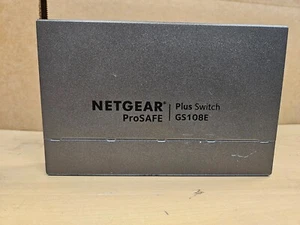 NETGEAR® | Plus Switch
ProSAFE | GS108E